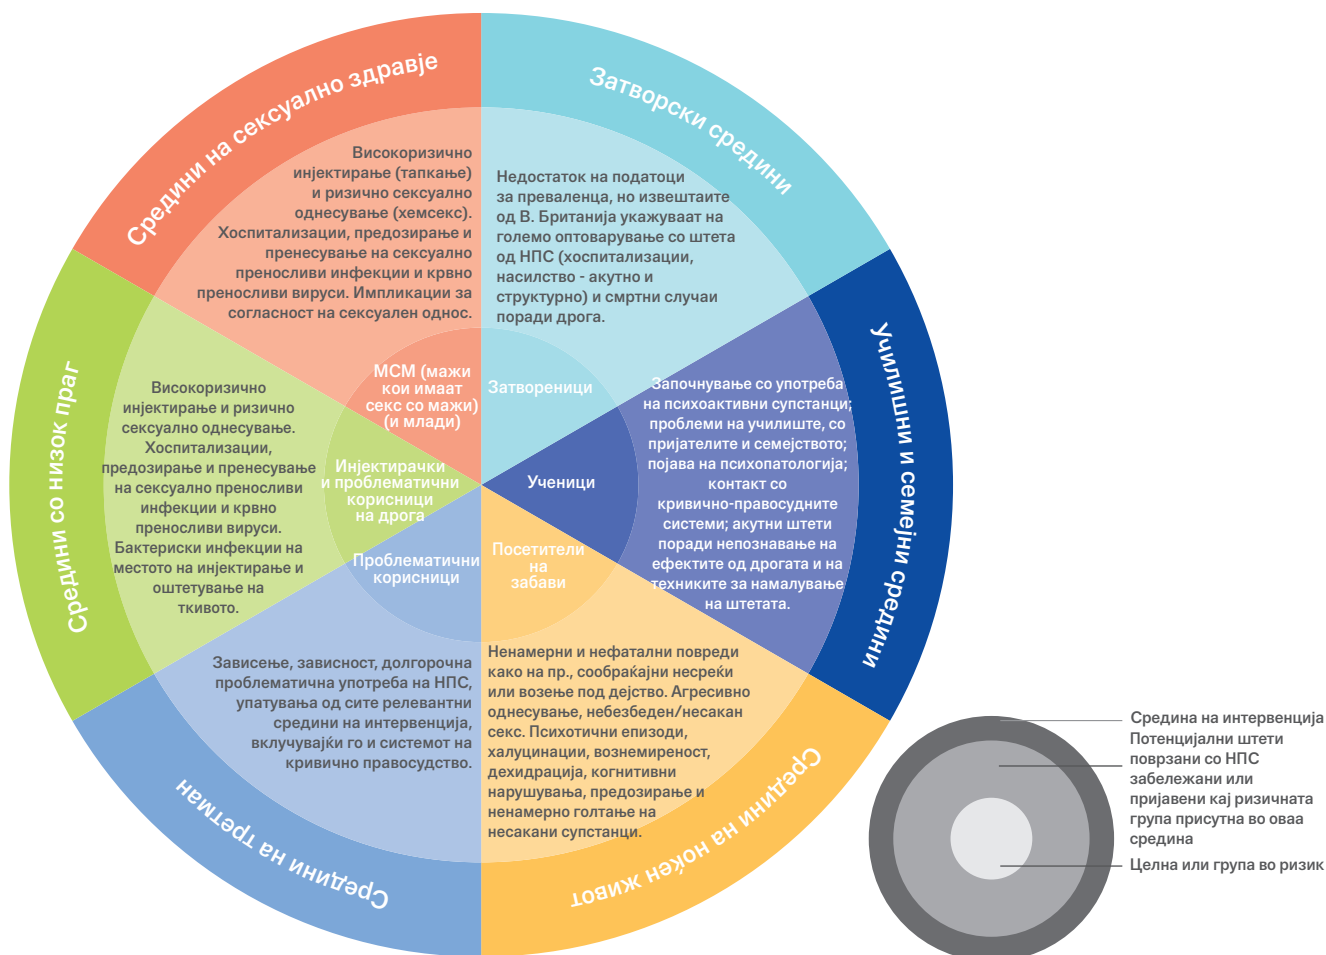 Средини на сексуално здравје
Високоризично
инјектирање (тапкање)
и ризично сексуално
однесување (хемсекс).
Хоспитализации, предозирање и
пренесување на сексуално
преносливи инфекции и крвно
преносливи вируси. Импликации за
согласност на сексуален однос.
МСМ (мажи
кои имаат
секс со мажи)
(и млади)
Затворски средини
Недостаток на податоци
за преваленца, но извештаите
од В. Британија укажуваат на
големо оптоварување со штета
од НПС (хоспитализации,
насилство - акутно и
структурно) и смртни случаи
поради дрога.
Затвореници
Училишни и семејни средини
Започнување со употреба
на психоактивни супстанци;
проблеми на училиште, со
пријателите и семејството;
појава на психопатологија;
контакт со
кривично-правосудните
системи; акутни штети
поради непознавање на
ефектите од дрогата и на
техниките за намалување
на штетата.
Ученици
Средини на ноќен живот
Ненамерни и нефатални повреди
како на пр., сообраќајни несреќи
или возење под дејство. Агресивно
однесување, небезбеден/несакан
секс. Психотични епизоди,
халуцинации, вознемиреност,
дехидрација, когнитивни
нарушувања, предозирање и
ненамерно голтање на
несакани супстанци.
Посетители
на
забави
Средини на третман
Зависење, зависност, долгорочна
проблематична употреба на НПС,
упатувања од сите релевантни
средини на интервенција,
вклучувајќи го и системот на
кривично правосудство.
Проблематични
корисници
Средини со низок праг
Високоризично
инјектирање и ризично
сексуално однесување.
Хоспитализации,
предозирање и пренесување
на сексуално преносливи
инфекции и крвно
преносливи вируси.
Бактериски инфекции на
местото на инјектирање и
оштетување на
ткивото.
Инјектирачки
и проблематични
корисници
на дрога
Средина на интервенција
Потенцијални штети
поврзани со НПС
забележани или
пријавени кај ризичната
група присутна во оваа
средина
Целна или група во ризик